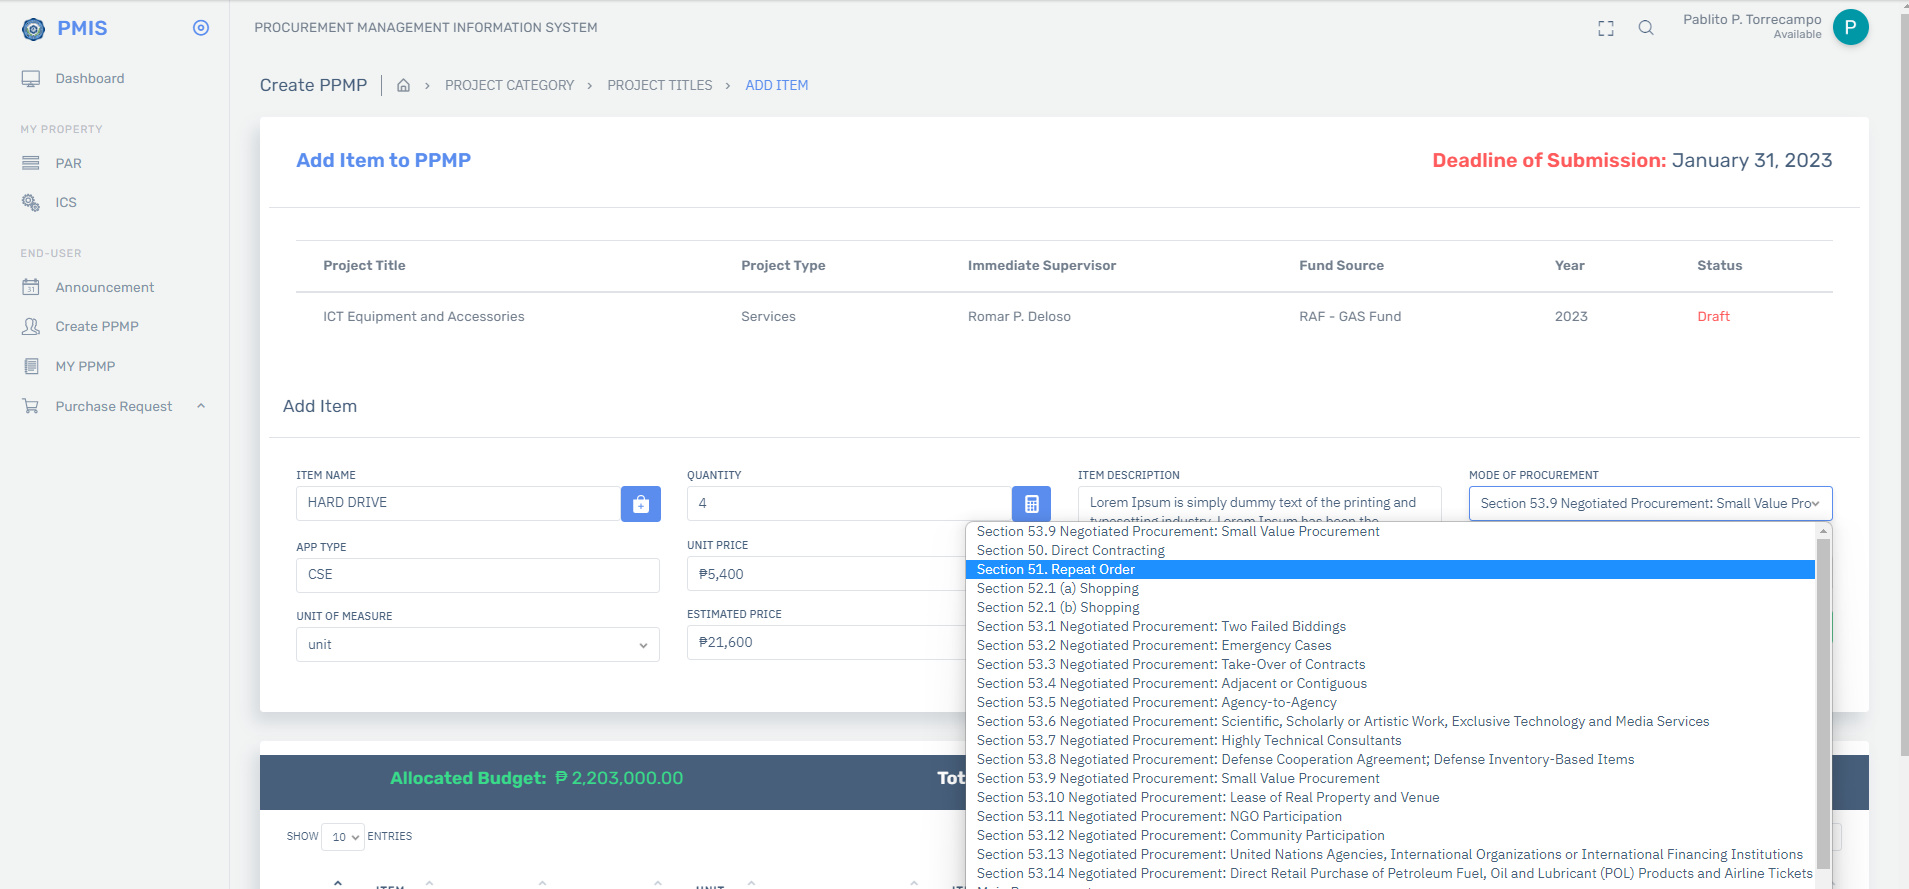 PMIS
PROCUREMENT MANAGEMENT INFORMATION SYSTEM
Pablito P. Torrecampo
Available
P
Dashboard
MY PROPERTY
PAR
ICS
END-USER
31
Announcement
Create PPMP
MY PPMP
Purchase Request
Create PPMP
PROJECT CATEGORY
PROJECT TITLES
ADD ITEM
Add Item to PPMP
Deadline of Submission: January 31, 2023
Project Title Project Type Immediate Supervisor Fund Source Year Status
ICT Equipment and Accessories Services Romar P. Deloso RAF - GAS Fund 2023 Draft
Add Item
ITEM NAME
HARD DRIVE
APP TYPE
CSE
UNIT OF MEASURE
unit
QUANTITY
4
UNIT PRICE
₱5,400
ESTIMATED PRICE
₱21,600
ITEM DESCRIPTION
Lorem Ipsum is simply dummy text of the printing and
typesetting industry. Lorem Ipsum has been the
MODE OF PROCUREMENT
Section 53.9 Negotiated Procurement: Small Value Pro
Section 53.9 Negotiated Procurement: Small Value Procurement
Section 50. Direct Contracting
Section 51. Repeat Order
Section 52.1 (a) Shopping
Section 52.1 (b) Shopping
Section 53.1 Negotiated Procurement: Two Failed Biddings
Section 53.2 Negotiated Procurement: Emergency Cases
Section 53.3 Negotiated Procurement: Take-Over of Contracts
Section 53.4 Negotiated Procurement: Adjacent or Contiguous
Section 53.5 Negotiated Procurement: Agency-to-Agency
Section 53.6 Negotiated Procurement: Scientific, Scholarly or Artistic Work, Exclusive Technology and Media Services
Section 53.7 Negotiated Procurement: Highly Technical Consultants
Section 53.8 Negotiated Procurement: Defense Cooperation Agreement; Defense Inventory-Based Items
Section 53.9 Negotiated Procurement: Small Value Procurement
Section 53.10 Negotiated Procurement: Lease of Real Property and Venue
Section 53.11 Negotiated Procurement: NGO Participation
Section 53.12 Negotiated Procurement: Community Participation
Section 53.13 Negotiated Procurement: United Nations Agencies, International Organizations or International Financing Institutions
Section 53.14 Negotiated Procurement: Direct Retail Purchase of Petroleum Fuel, Oil and Lubricant (POL) Products and Airline Tickets
Allocated Budget: ₱ 2,203,000.00
Tot
SHOW 10 ENTRIES
ITEM
UNIT